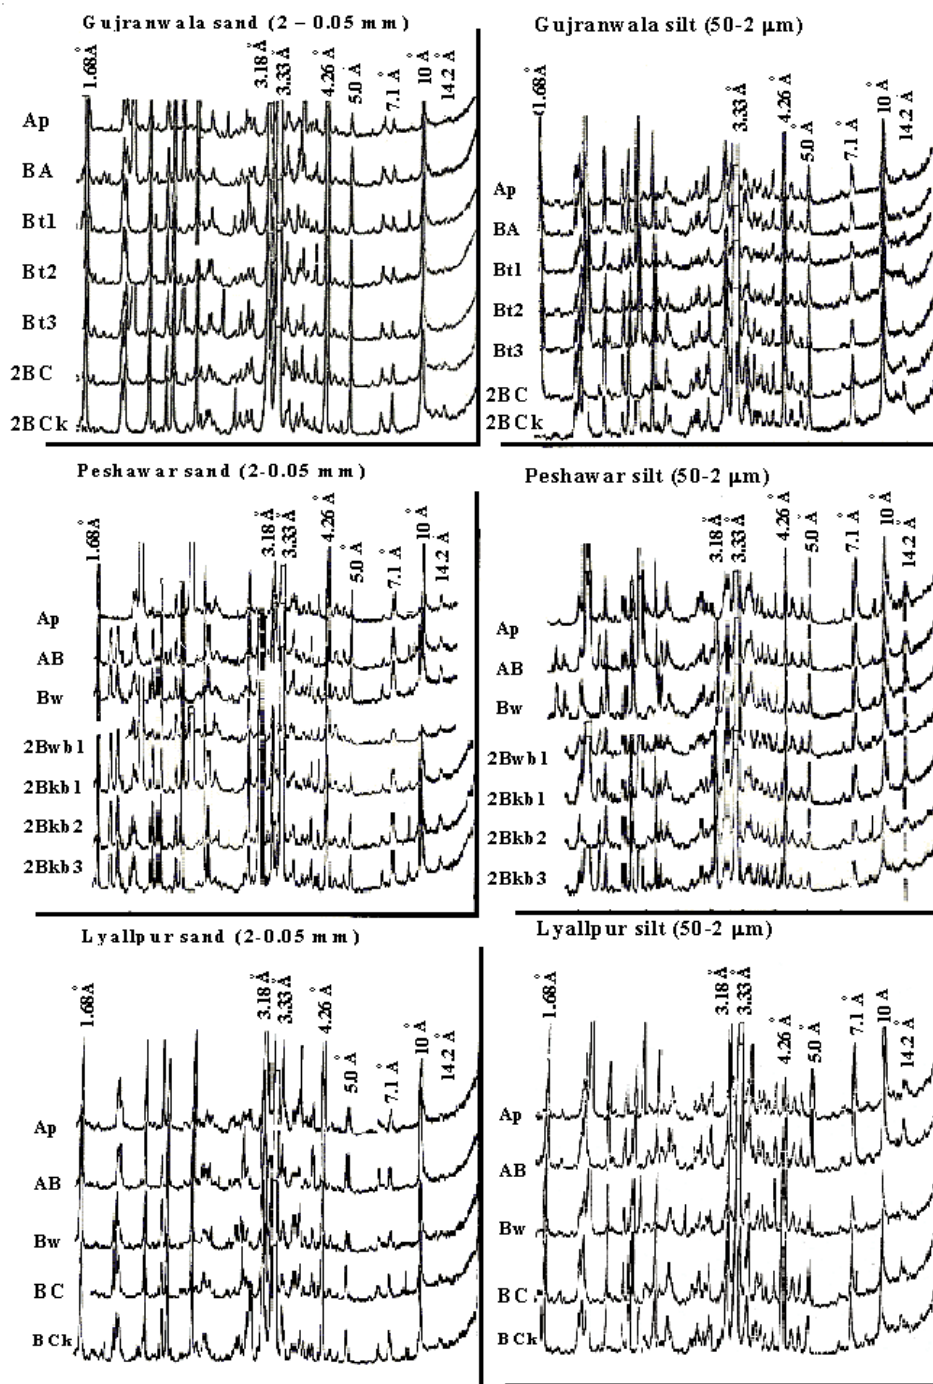 Gujranwala sand (2 – 0.05 mm)
1.68Å 3.18 Å 3.33 Å 4.26 Å 5.0 Å 7.1 Å 10 Å 14.2 Å
Ap
BA
Bt1
Bt2
Bt3
2BC
2BCk
Gujranwala silt (50-2 µm)
1.68Å 3.33 Å 4.26 Å 5.0 Å 7.1 Å 10 Å 14.2 Å
Ap
BA
Bt1
Bt2
Bt3
2BC
2BCk
Peshawar sand (2-0.05 mm)
1.68Å 3.18 Å 3.33 Å 4.26 Å 5.0 Å 7.1 Å 10 Å 14.2 Å
Ap
AB
Bw
2Bwb1
2Bkb1
2Bkb2
2Bkb3
Peshawar silt (50-2 µm)
3.18 Å 3.33 Å 4.26 Å 5.0 Å 7.1 Å 10 Å 14.2 Å
Ap
AB
Bw
2Bwb1
2Bkb1
2Bkb2
2Bkb3
Lyallpur sand (2-0.05 mm)
1.68Å 3.18 Å 3.33 Å 4.26 Å 5.0 Å 7.1 Å 10 Å 14.2 Å
Ap
AB
Bw
BC
BCk
Lyallpur silt (50-2 µm)
1.68Å 3.18 Å 3.33 Å 4.26 Å 5.0 Å 7.1 Å 10 Å 14.2 Å
Ap
AB
Bw
BC
BCk